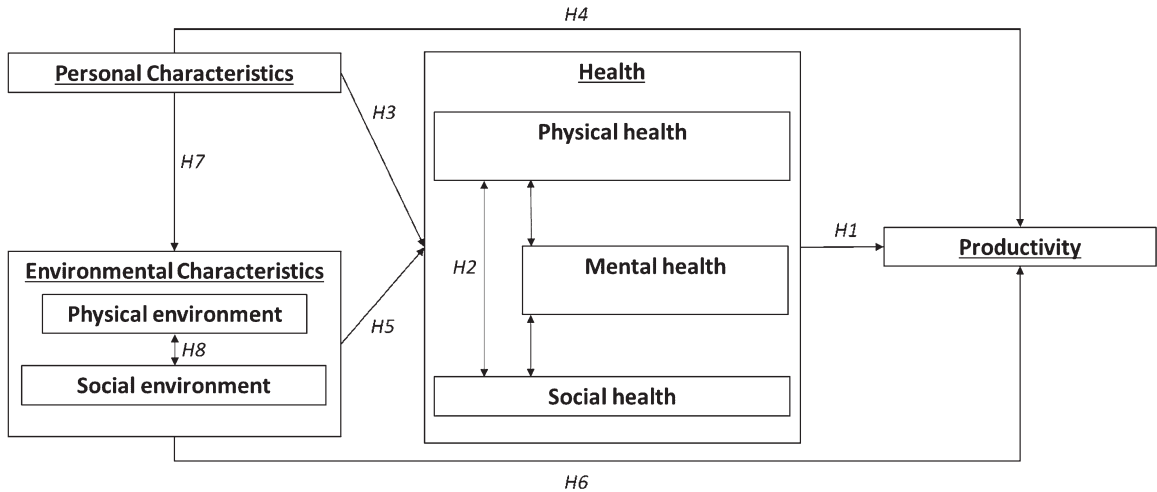 H4
Personal Characteristics
Health
H3
Physical health
H7
H1
Productivity
Environmental Characteristics
Mental health
H2
Physical environment
H5
H8
Social environment
Social health
H6